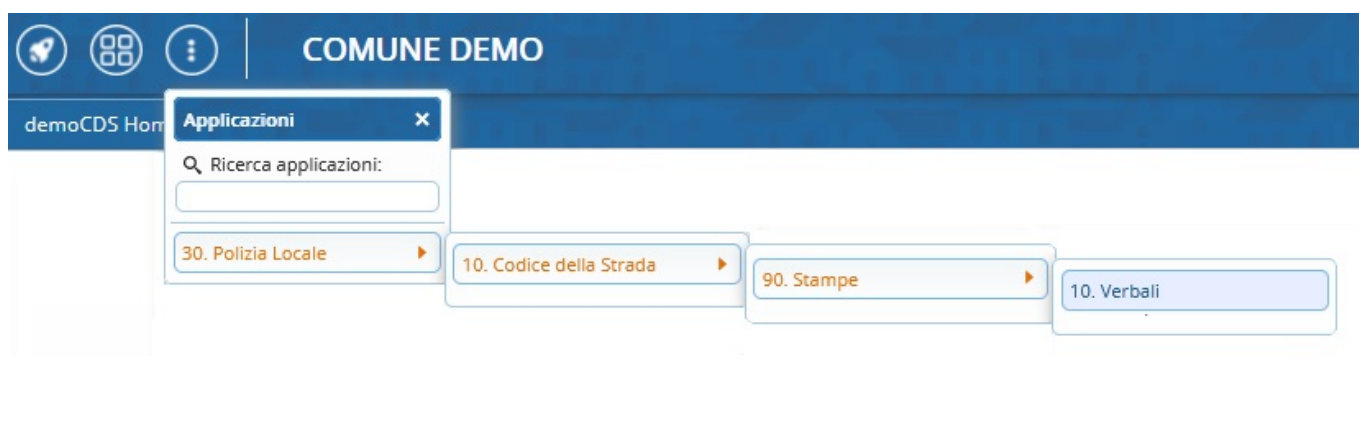 COMUNE DEMO
demoCDS Hom
Applicazioni ×
Ricerca applicazioni:
30. Polizia Locale
10. Codice della Strada
90. Stampe
10. Verbali